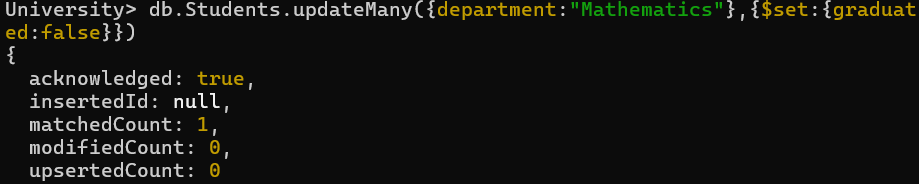 University> db.Students.updateMany({department:"Mathematics"},{$set:{graduat
ed:false}})
{
  acknowledged: true,
  insertedId: null,
  matchedCount: 1,
  modifiedCount: 0,
  upsertedCount: 0